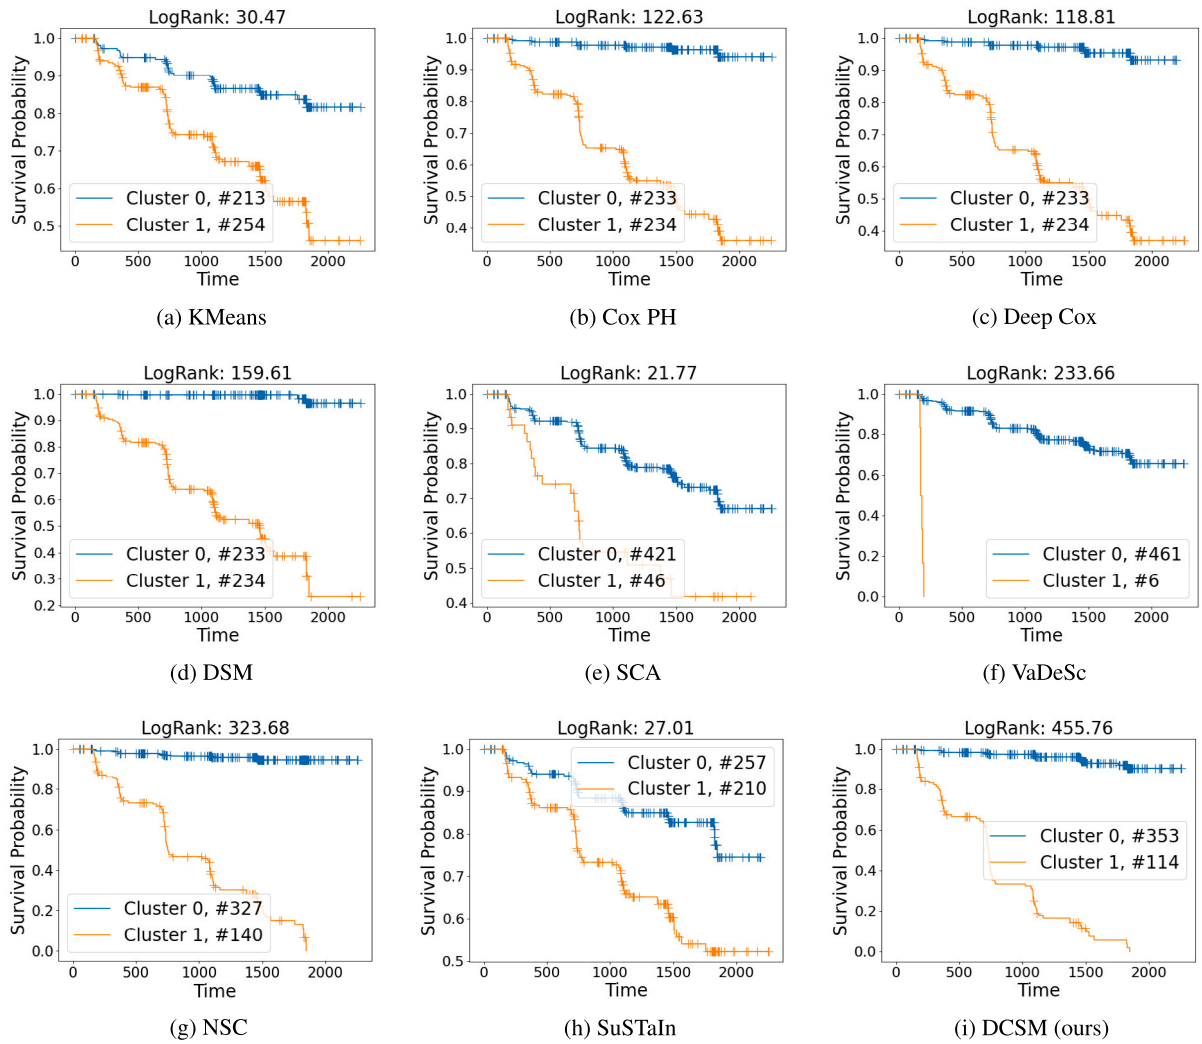 LogRank: 30.47
Survival Probability
1.0
0.9
0.8
0.7
0.6
0.5
Cluster 0, #213
Cluster 1, #254
0 500 1000 1500 2000
Time
(a) KMeans
LogRank: 122.63
Survival Probability
1.0
0.9
0.8
0.7
0.6
0.5
0.4
Cluster 0, #233
Cluster 1, #234
0 500 1000 1500 2000
Time
(b) Cox PH
LogRank: 118.81
Survival Probability
1.0
0.9
0.8
0.7
0.6
0.5
0.4
Cluster 0, #233
Cluster 1, #234
0 500 1000 1500 2000
Time
(c) Deep Cox
LogRank: 159.61
Survival Probability
1.0
0.9
0.8
0.7
0.6
0.5
0.4
0.3
0.2
Cluster 0, #233
Cluster 1, #234
0 500 1000 1500 2000
Time
(d) DSM
LogRank: 21.77
Survival Probability
1.0
0.9
0.8
0.7
0.6
0.5
0.4
Cluster 0, #421
Cluster 1, #46
0 500 1000 1500 2000
Time
(e) SCA
LogRank: 233.66
Survival Probability
1.0
0.8
0.6
0.4
0.2
0.0
Cluster 0, #461
Cluster 1, #6
0 500 1000 1500 2000
Time
(f) VaDeSc
LogRank: 323.68
Survival Probability
1.0
0.8
0.6
0.4
0.2
0.0
Cluster 0, #327
Cluster 1, #140
0 500 1000 1500 2000
Time
(g) NSC
LogRank: 27.01
Survival Probability
1.0
0.9
0.8
0.7
0.6
0.5
Cluster 0, #257
Cluster 1, #210
0 500 1000 1500 2000
Time
(h) SuSTaIn
LogRank: 455.76
Survival Probability
1.0
0.8
0.6
0.4
0.2
0.0
Cluster 0, #353
Cluster 1, #114
0 500 1000 1500 2000
Time
(i) DCSM (ours)